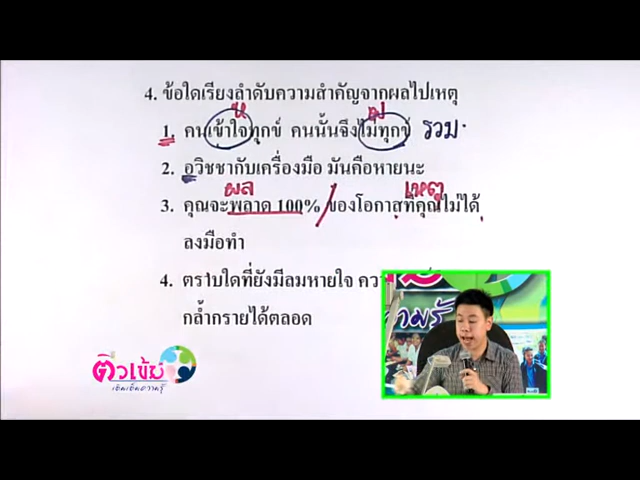 4. ข้อใดเรียงลำดับความสำคัญจากผลไปเหตุ
1. คนเข้าใจทุกข์ คนนั้นจึงไม่ทุกข์ รวม
2. อวิชชากับเครื่องมือ มันคือหายนะ
ผล เหตุ
3. คุณจะพลาด 100% ของโอกาสที่คุณไม่ได้
ลงมือทำ
4. ตราบใดที่ยังมีลมหายใจ
กล้ำกรายได้ตลอด
ติวเข้ม
เติมเต็มความรู้